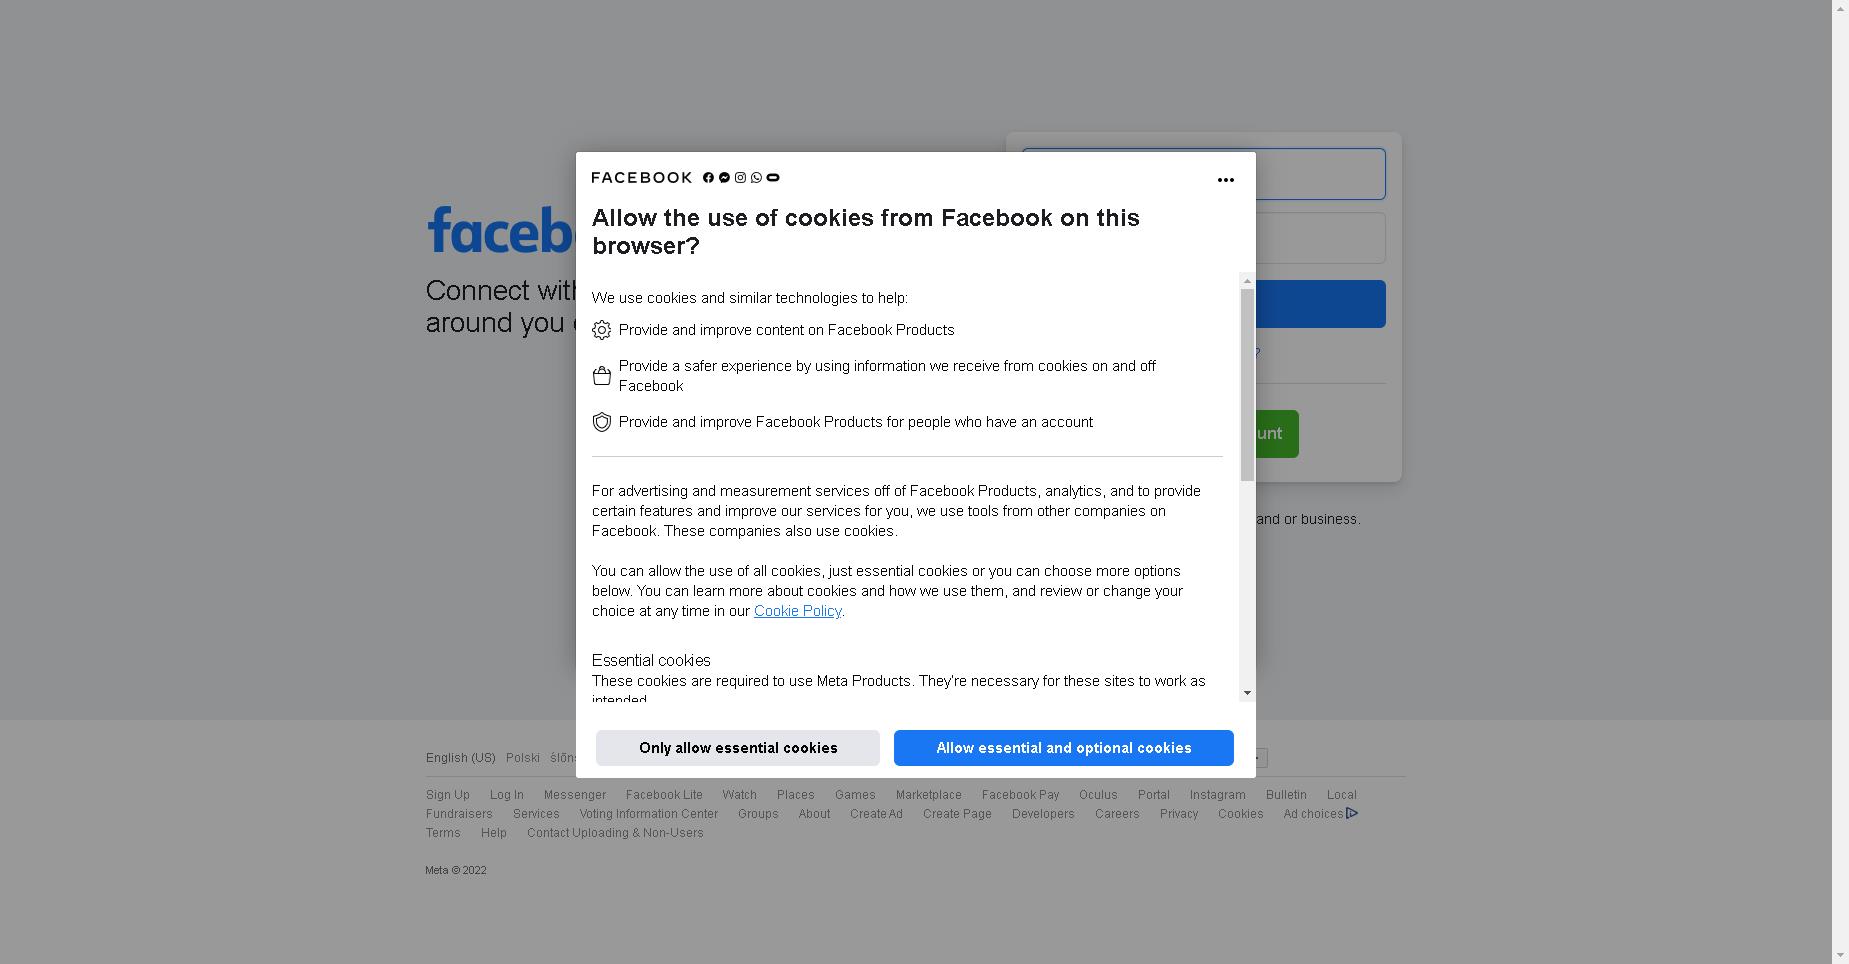 FACEBOOK
Allow the use of cookies from Facebook on this
browser?
We use cookies and similar technologies to help:
Provide and improve content on Facebook Products
Provide a safer experience by using information we receive from cookies on and off
Facebook
Provide and improve Facebook Products for people who have an account
For advertising and measurement services off of Facebook Products, analytics, and to provide
certain features and improve our services for you, we use tools from other companies on
Facebook. These companies also use cookies.
You can allow the use of all cookies, just essential cookies or you can choose more options
below. You can learn more about cookies and how we use them, and review or change your
choice at any time in our Cookie Policy.
Essential cookies
These cookies are required to use Meta Products. They're necessary for these sites to work as
intended.
Only allow essential cookies
Allow essential and optional cookies
faceb
Connect with
around you
?
unt
and or business.
English (US) Polski ślōns
Sign Up Log In Messenger Facebook Lite Watch Places Games Marketplace Facebook Pay Oculus Portal Instagram Bulletin Local
Fundraisers Services Voting Information Center Groups About Create Ad Create Page Developers Careers Privacy Cookies Ad choices
Terms Help Contact Uploading & Non-Users
Meta © 2022